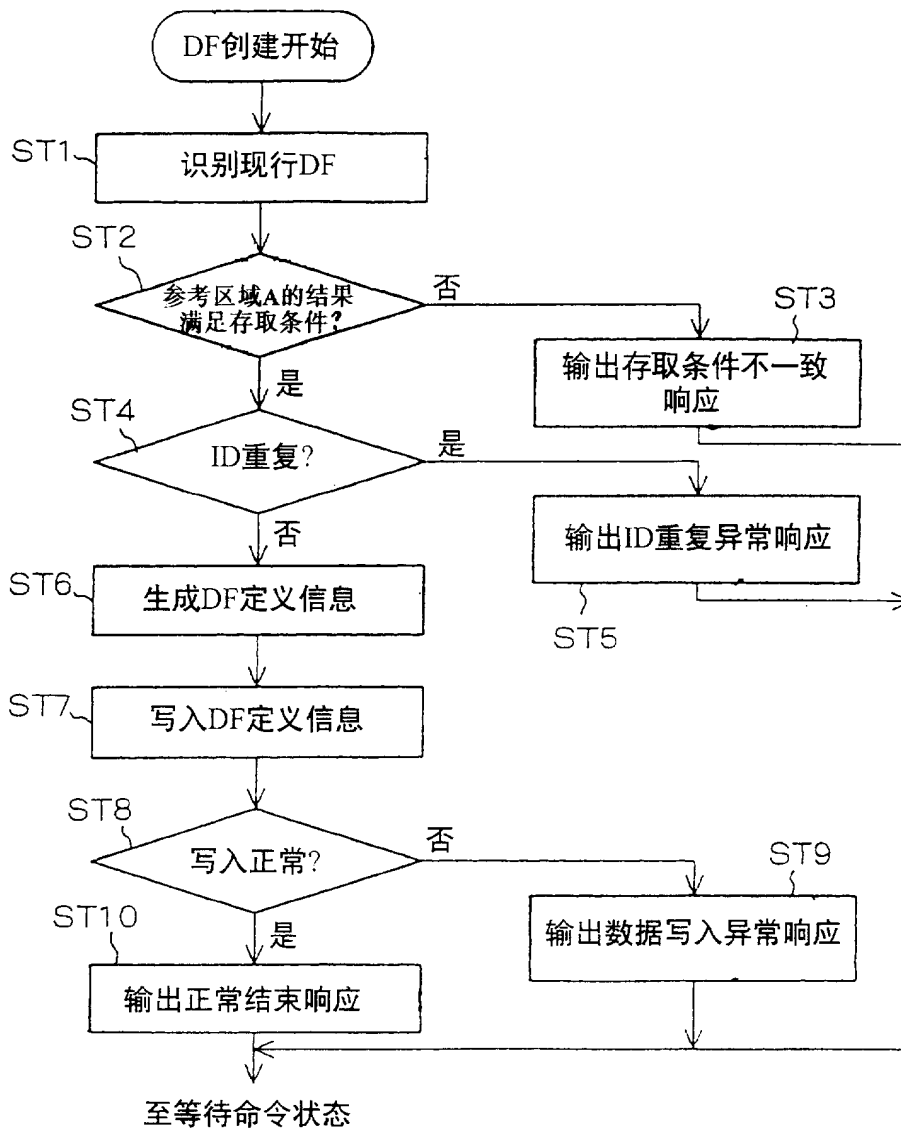 DF创建开始
ST1
识别现行DF
ST2
参考区域A的结果
满足存取条件?
否
ST3
输出存取条件不一致
响应
是
ST4
ID重复?
是
输出ID重复异常响应
ST5
否
ST6
生成DF定义信息
ST7
写入DF定义信息
ST8
写入正常?
否
ST9
输出数据写入异常响应
是
ST10
输出正常结束响应
至等待命令状态